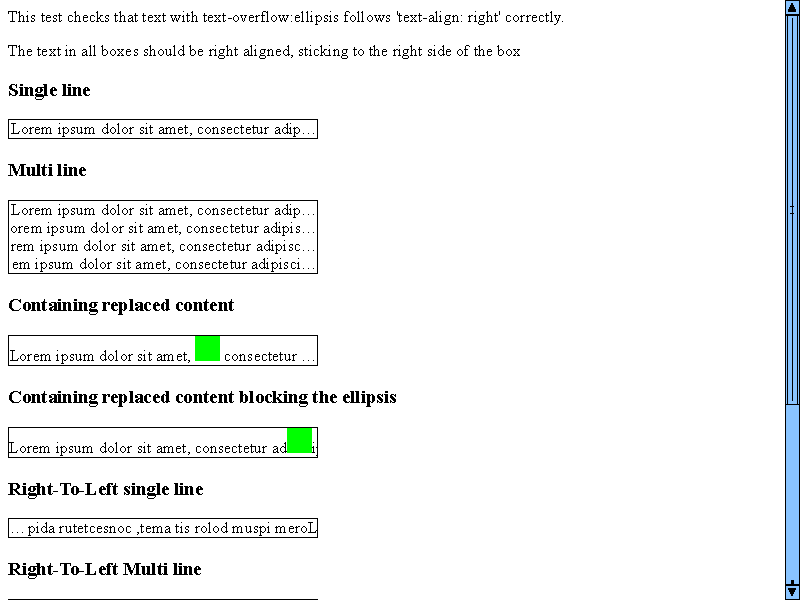 This test checks that text with text-overflow:ellipsis follows 'text-align: right' correctly.
The text in all boxes should be right aligned, sticking to the right side of the box
Single line
Lorem ipsum dolor sit amet, consectetur adip...
Multi line
Lorem ipsum dolor sit amet, consectetur adip...
orem ipsum dolor sit amet, consectetur adipis...
rem ipsum dolor sit amet, consectetur adipisc...
em ipsum dolor sit amet, consectetur adipisci...
Containing replaced content
Lorem ipsum dolor sit amet, consectetur ...
Containing replaced content blocking the ellipsis
Lorem ipsum dolor sit amet, consectetur ad i
Right-To-Left single line
... pida rutetcesnoc ,tema tis rolod muspi meroL
Right-To-Left Multi line